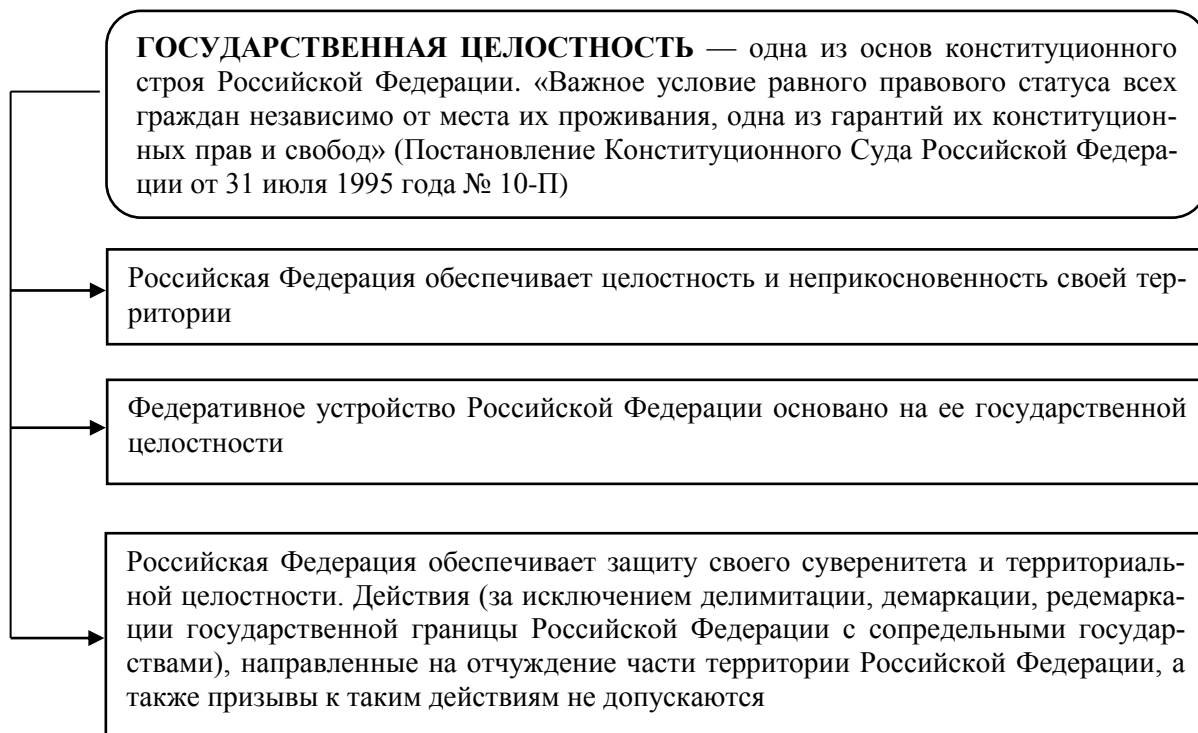 ГОСУДАРСТВЕННАЯ ЦЕЛОСТНОСТЬ — одна из основ конституционного
строя Российской Федерации. «Важное условие равного правового статуса всех
граждан независимо от места их проживания, одна из гарантий их конституцион-
ных прав и свобод» (Постановление Конституционного Суда Российской Федера-
ции от 31 июля 1995 года № 10-П)
Российская Федерация обеспечивает целостность и неприкосновенность своей тер-
ритории
Федеративное устройство Российской Федерации основано на ее государственной
целостности
Российская Федерация обеспечивает защиту своего суверенитета и территориаль-
ной целостности. Действия (за исключением делимитации, демаркации, редемарка-
ции государственной границы Российской Федерации с сопредельными государ-
ствами), направленные на отчуждение части территории Российской Федерации, а
также призывы к таким действиям не допускаются